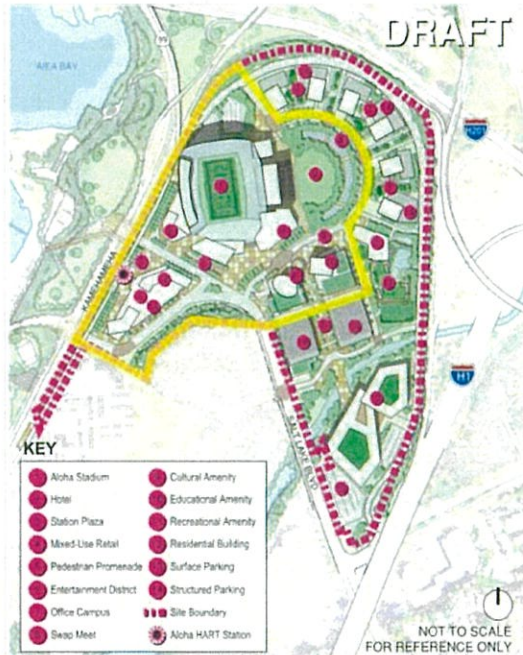 DRAFT
AIEA BAY
99
H201
KAMEHAMEHA
H1
SALT LAKE BLVD
KEY
Aloha Stadium
Hotel
Station Plaza
Mixed-Use Retail
Pedestrian Promenade
Entertainment District
Office Campus
Swap Meet
Cultural Amenity
Educational Amenity
Recreational Amenity
Residential Building
Surface Parking
Structured Parking
Site Boundary
Aloha HART Station
NOT TO SCALE
FOR REFERENCE ONLY